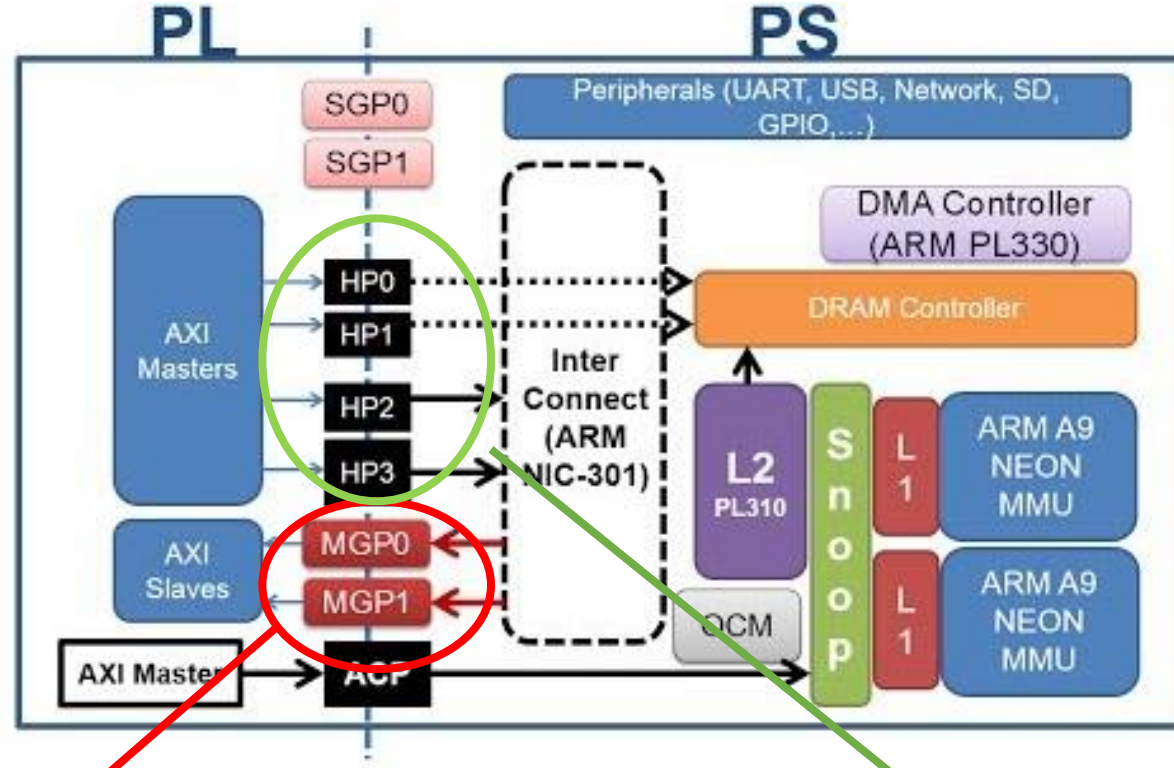 PL
PS
SGP0
SGP1
Peripherals (UART, USB, Network, SD,
GPIO,...)
DMA Controller
(ARM PL330)
HP0
HP1
HP2
HP3
AXI
Masters
Inter
Connect
(ARM
NIC-301)
DRAM Controller
L2
PL310
S
n
o
o
p
L
1
ARM A9
NEON
MMU
L
1
ARM A9
NEON
MMU
AXI
Slaves
MGP0
MGP1
OCM
AXI Master
ACP